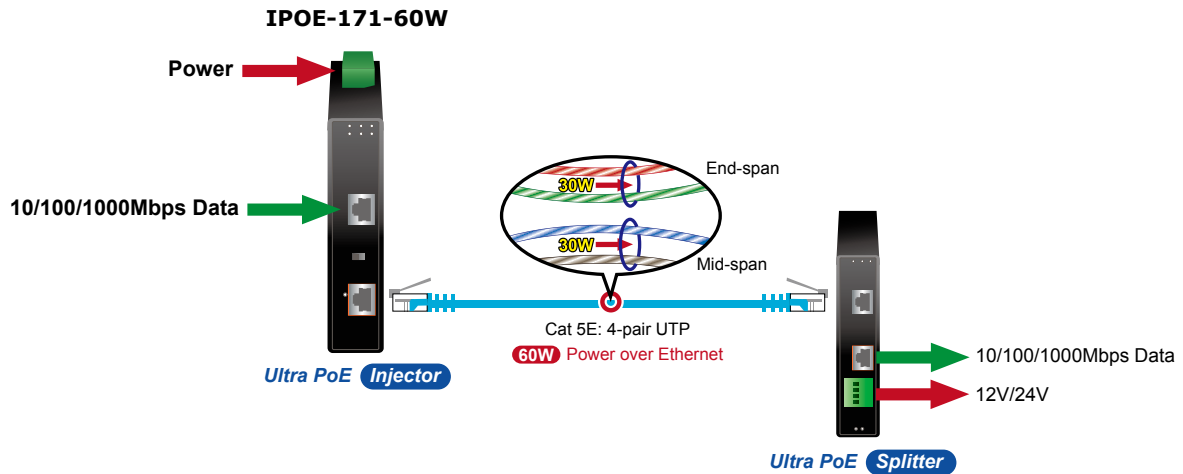 IPOE-171-60W
Power
10/100/1000Mbps Data
End-span
30W
30W
Mid-span
Cat 5E: 4-pair UTP
60W Power over Ethernet
Ultra PoE Injector
10/100/1000Mbps Data
12V/24V
Ultra PoE Splitter